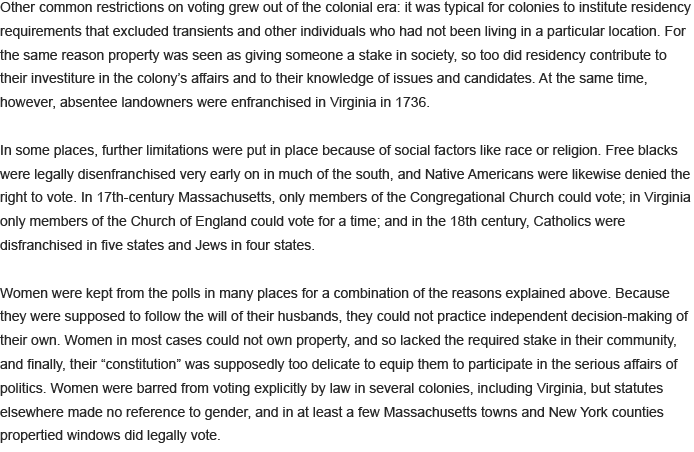 Other common restrictions on voting grew out of the colonial era: it was typical for colonies to institute residency
requirements that excluded transients and other individuals who had not been living in a particular location. For
the same reason property was seen as giving someone a stake in society, so too did residency contribute to
their investiture in the colony's affairs and to their knowledge of issues and candidates. At the same time,
however, absentee landowners were enfranchised in Virginia in 1736.
In some places, further limitations were put in place because of social factors like race or religion. Free blacks
were legally disenfranchised very early on in much of the south, and Native Americans were likewise denied the
right to vote. In 17th-century Massachusetts, only members of the Congregational Church could vote; in Virginia
only members of the Church of England could vote for a time; and in the 18th century, Catholics were
disfranchised in five states and Jews in four states.
Women were kept from the polls in many places for a combination of the reasons explained above. Because
they were supposed to follow the will of their husbands, they could not practice independent decision-making of
their own. Women in most cases could not own property, and so lacked the required stake in their community,
and finally, their “constitution” was supposedly too delicate to equip them to participate in the serious affairs of
politics. Women were barred from voting explicitly by law in several colonies, including Virginia, but statutes
elsewhere made no reference to gender, and in at least a few Massachusetts towns and New York counties
propertied windows did legally vote.